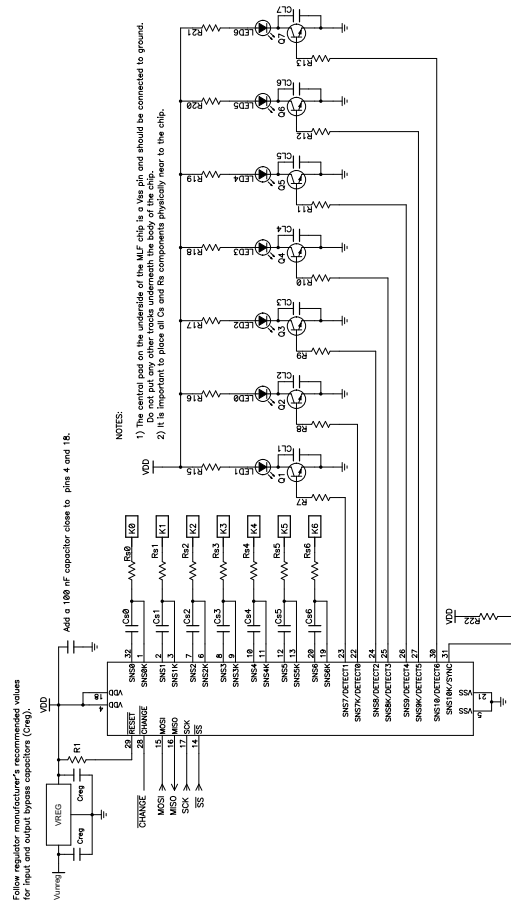 Follow regulator manufacturer's recommended values
for input and output bypass capacitors (Creg).
Vunreg
VREG
Creg
Creg
R1
VDD
Add a 100 nF capacitor close to pins 4 and 18.
NOTES:
1) The central pad on the underside of the MLF chip is a Vss pin and should be connected to ground.
Do not put any other tracks underneath the body of the chip.
2) It is important to place all Cs and Rs components physically near to the chip.
4
18
VDD
VDD
29
RESET
28
CHANGE
CHANGE
15
MOSI
MOSI
16
MISO
MISO
17
SCK
SCK
14
SS
SS
SNS0
32
SNS0K
1
Cs0
Rs0
K0
SNS1
2
SNS1K
3
Cs1
Rs1
K1
SNS2
7
SNS2K
6
Cs2
Rs2
K2
SNS3
8
SNS3K
9
Cs3
Rs3
K3
SNS4
10
SNS4K
11
Cs4
Rs4
K4
SNS5
12
SNS5K
13
Cs5
Rs5
K5
SNS6
20
SNS6K
19
Cs6
Rs6
K6
SNS7/DETECT1
23
SNS7K/DETECT0
22
SNS8/DETECT2
24
SNS8K/DETECT3
25
SNS9/DETECT4
26
SNS9K/DETECT5
27
SNS10/DETECT6
30
SNS10K/SYNC
31
VSS
VSS
5
21
VDD
R22
VDD
R15
LED1
CL1
Q1
R7
R16
LED0
CL2
Q2
R8
R17
LED2
CL3
Q3
R9
R18
LED3
CL4
Q4
R10
R19
LED4
CL5
Q5
R11
R20
LED5
CL6
Q6
R12
R21
LED6
CL7
Q7
R13